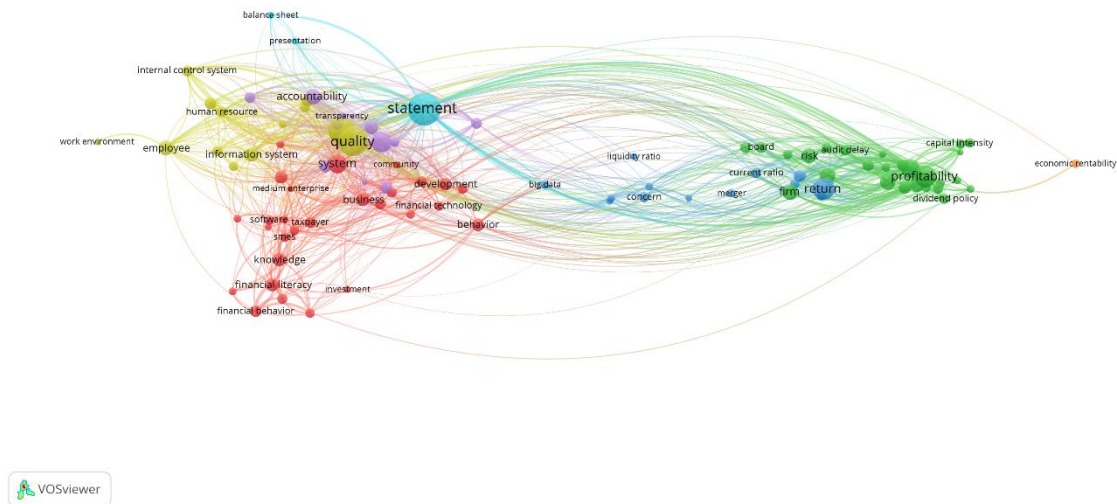 balance sheet
presentation
internal control system
accountability
statement
human resource
transparency
work environment
employee
quality
information system
system
community
medium enterprise
development
business
financial technology
software
taxpayer
behavior
smes
knowledge
financial literacy
investment
financial behavior
liquidity ratio
big data
concern
board
risk
audit delay
capital intensity
economic rentability
current ratio
profitability
merger
firm
return
dividend policy
VOSviewer